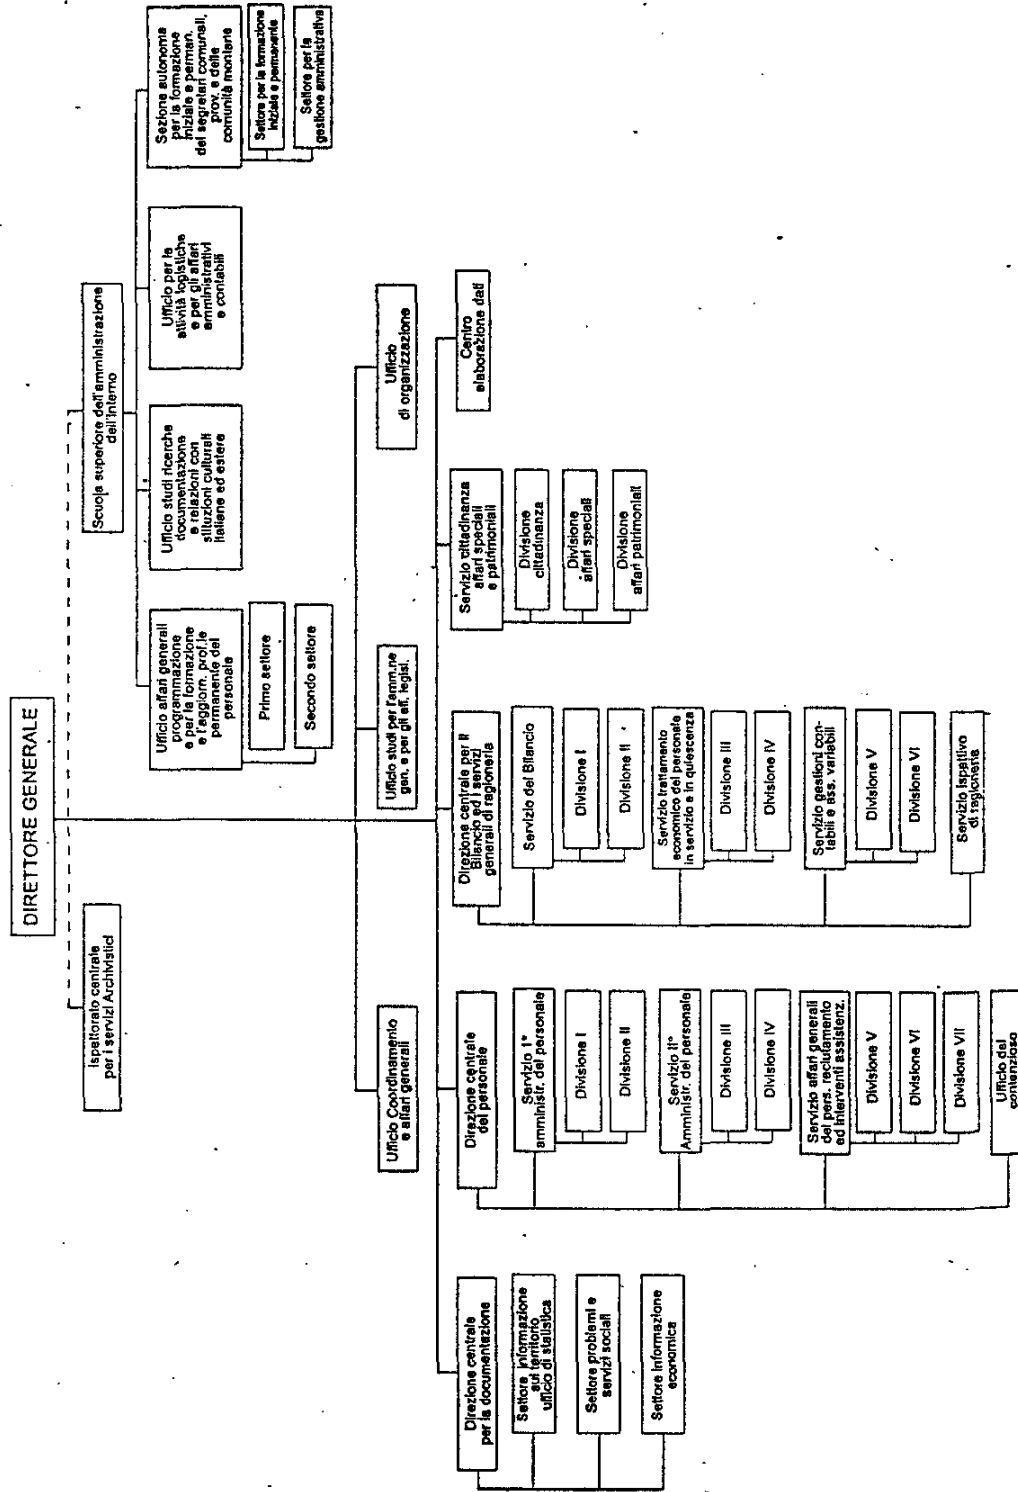 DIRETTORE GENERALE
Ispettorato centrale
per i servizi Archivistici
Scuola superiore dell'amministrazione
dell'interno
Ufficio affari generali
programmazione
e per la formazione
e l'aggiorn. prof.le
permanente del
personale
Primo settore
Secondo settore
Ufficio studi ricerche
documentazione
e relazioni con
istituzioni culturali
italiane ed estere
Ufficio per le
attività logistiche
e per gli affari
amministrativi
e contabili
Sezione autonoma
per la formazione
iniziale e perman.
dei segretari comunali,
prov. e delle
comunità montane
Settore per la formazione
iniziale e permanente
Settore per la
gestione amministrativa
Ufficio Coordinamento
e affari generali
Ufficio studi per l'amm.ne
gen. e per gli aff. legisl.
Ufficio
di organizzazione
Direzione centrale
per la documentazione
Settore informazione
sul territorio
ufficio di statistica
Settore problemi e
servizi sociali
Settore informazione
economica
Direzione centrale
del personale
Servizio I°
amministr. del personale
Divisione I
Divisione II
Servizio II°
Amministr. del personale
Divisione III
Divisione IV
Servizio affari generali
del pers. reclutamento
ed interventi assistenz.
Divisione V
Divisione VI
Divisione VII
Ufficio del
contenzioso
Direzione centrale per il
Bilancio ed i servizi
generali di ragioneria
Servizio del Bilancio
Divisione I
Divisione II
Servizio trattamento
economico del personale
in servizio e in quiescenza
Divisione III
Divisione IV
Servizio gestioni con-
tabili e ass. variabili
Divisione V
Divisione VI
Servizio ispettivo
di ragioneria
Servizio cittadinanza
affari speciali
e patrimoniali
Divisione
cittadinanza
Divisione
affari speciali
Divisione
affari patrimoniali
Centro
elaborazione dati